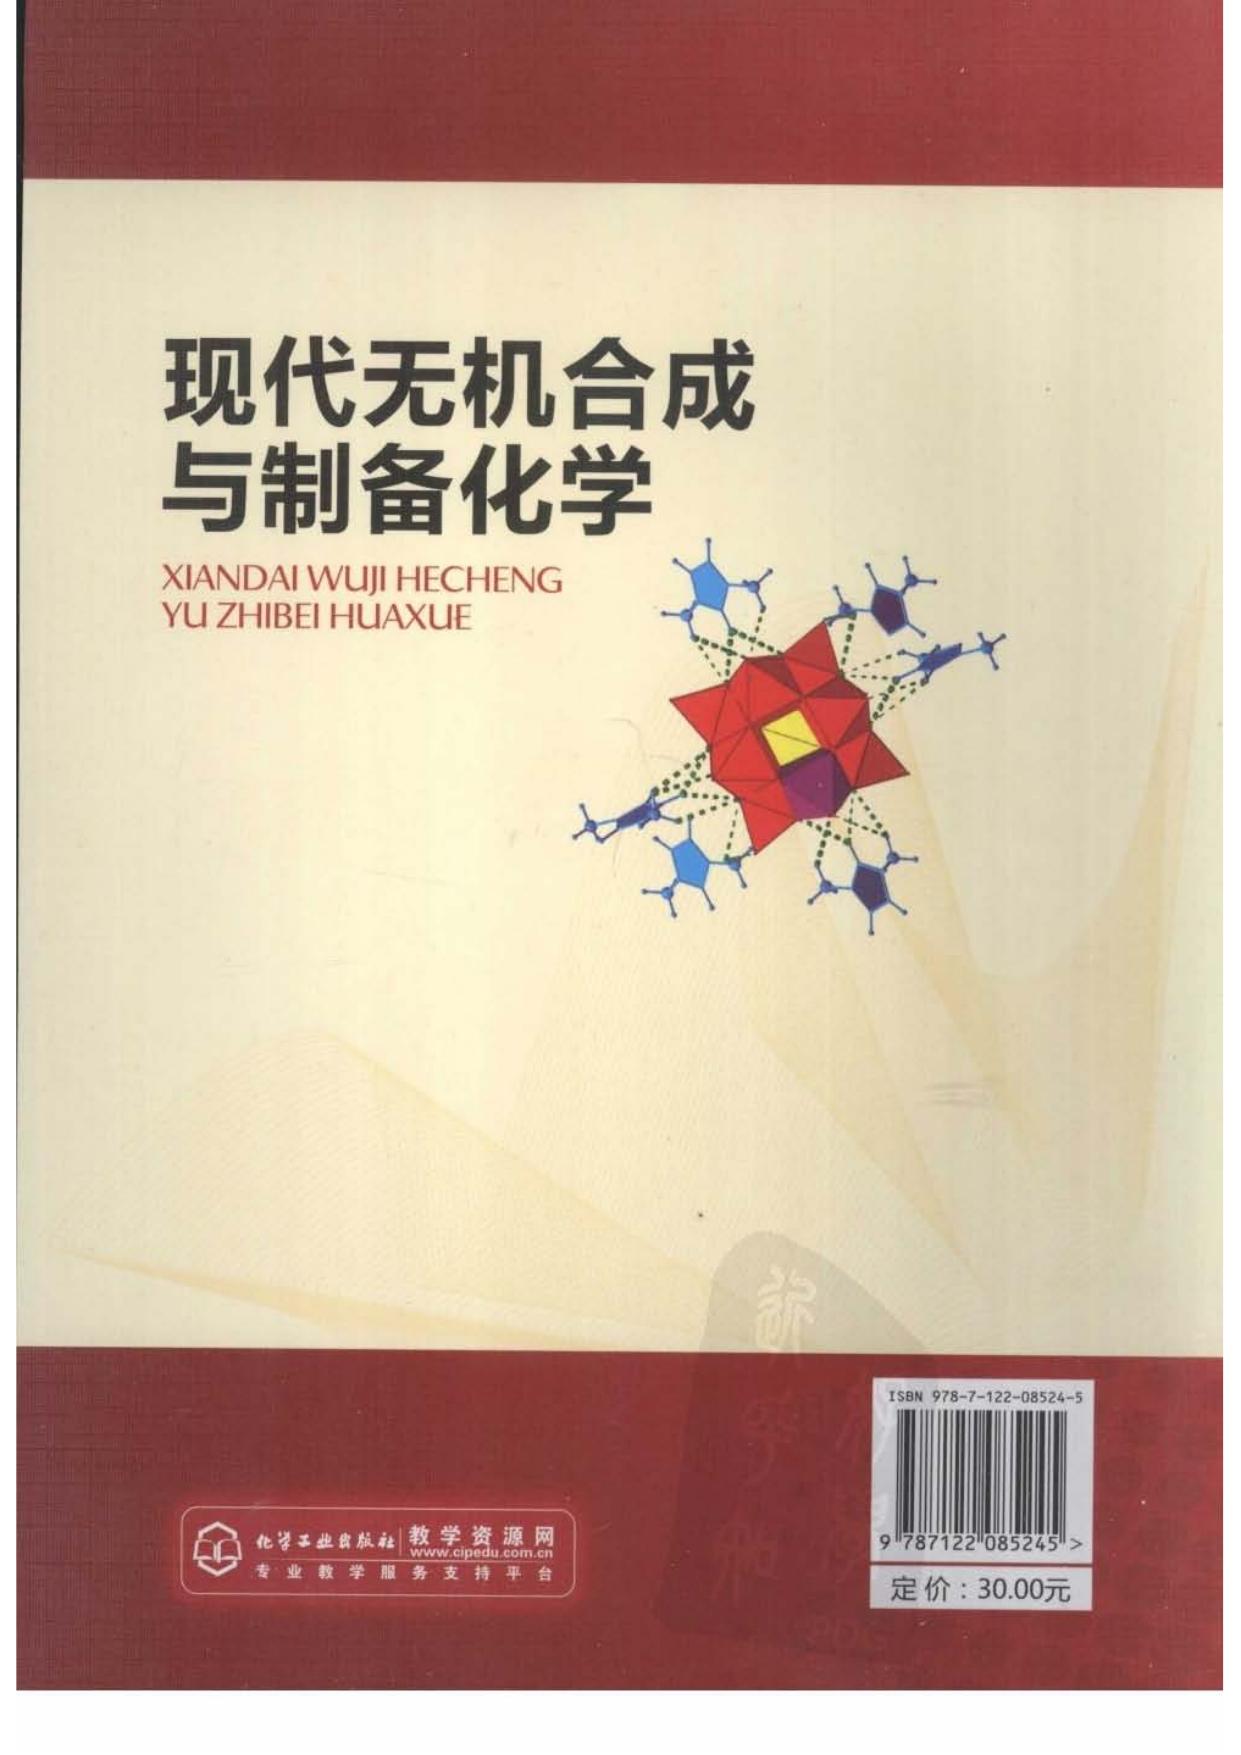 现代无机合成
与制备化学
XIANDAI WUJI HECHENG
YU ZHIBEI HUAXUE
ISBN 978-7-122-08524-5
9 787122 085245 >
定价：30.00元
化学工业出版社 教学资源网
www.cipedu.com.cn
专业教学服务支持平台